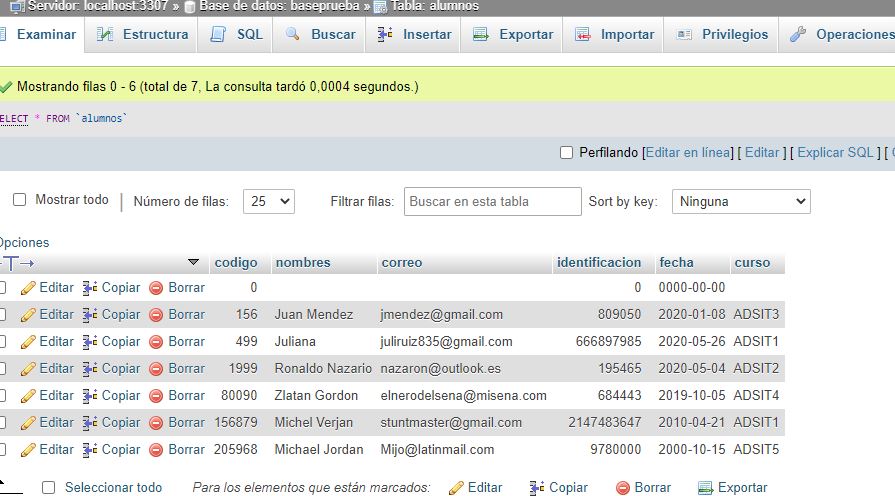 Servidor: localhost:3307 » Base de datos: baseprueba » Tabla: alumnos
Examinar Estructura SQL Buscar Insertar Exportar Importar Privilegios Operaciones
Mostrando filas 0 - 6 (total de 7, La consulta tardó 0,0004 segundos.)
ELECT * FROM `alumnos`
Perfilando [Editar en línea] [ Editar ] [ Explicar SQL ] [
Mostrar todo | Número de filas: 25 Filtrar filas: Buscar en esta tabla Sort by key: Ninguna
Opciones
codigo nombres correo identificacion fecha curso
Editar Copiar Borrar 0 0 0000-00-00
Editar Copiar Borrar 156 Juan Mendez jmendez@gmail.com 809050 2020-01-08 ADSIT3
Editar Copiar Borrar 499 Juliana juliruiz835@gmail.com 666897985 2020-05-26 ADSIT1
Editar Copiar Borrar 1999 Ronaldo Nazario nazaron@outlook.es 195465 2020-05-04 ADSIT2
Editar Copiar Borrar 80090 Zlatan Gordon elnerodelsena@misena.com 684443 2019-10-05 ADSIT4
Editar Copiar Borrar 156879 Michel Verjan stuntmaster@gmail.com 2147483647 2010-04-21 ADSIT1
Editar Copiar Borrar 205968 Michael Jordan Mijo@latinmail.com 9780000 2000-10-15 ADSIT5
Seleccionar todo Para los elementos que están marcados: Editar Copiar Borrar Exportar